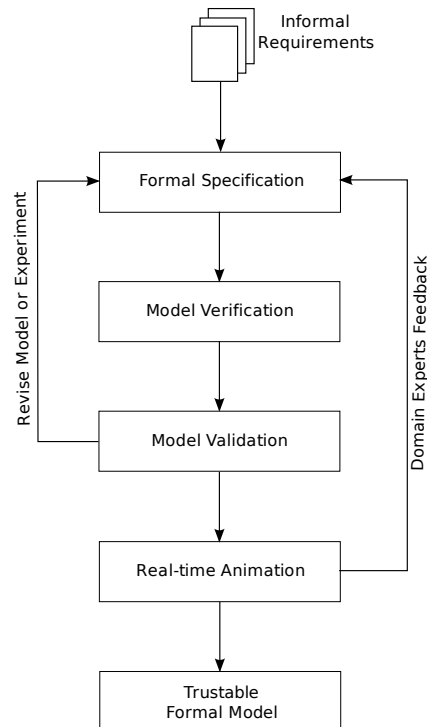 Informal
Requirements
Formal Specification
Revise Model or Experiment
Domain Experts Feedback
Model Verification
Model Validation
Real-time Animation
Trustable
Formal Model